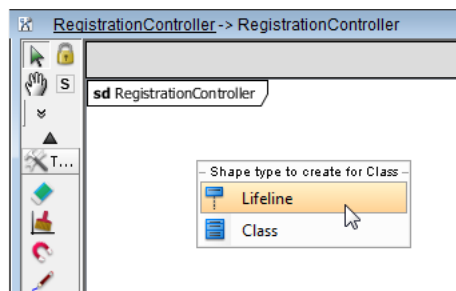 RegistrationController -> RegistrationController
S
sd RegistrationController
T...
Shape type to create for Class
Lifeline
Class